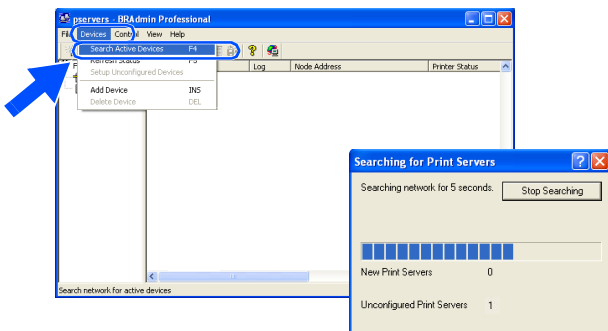 pservers - BRAdmin Professional
Devices Control View Help
Search Active Devices F4
Refresh Status F5
Setup Unconfigured Devices
Add Device INS
Delete Device DEL
Log Node Address Printer Status
Search network for active devices
Searching for Print Servers
Searching network for 5 seconds.
Stop Searching
New Print Servers 0
Unconfigured Print Servers 1